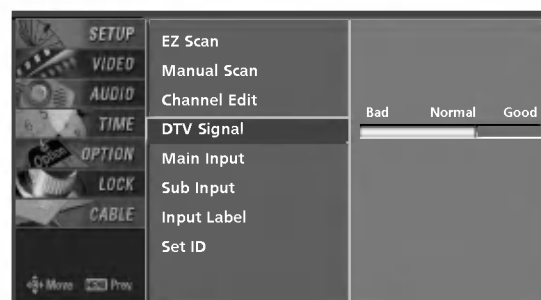 SETUP
VIDEO
AUDIO
TIME
OPTION
LOCK
CABLE
Move MENU Prev.
EZ Scan
Manual Scan
Channel Edit
DTV Signal
Main Input
Sub Input
Input Label
Set ID
Bad Normal Good